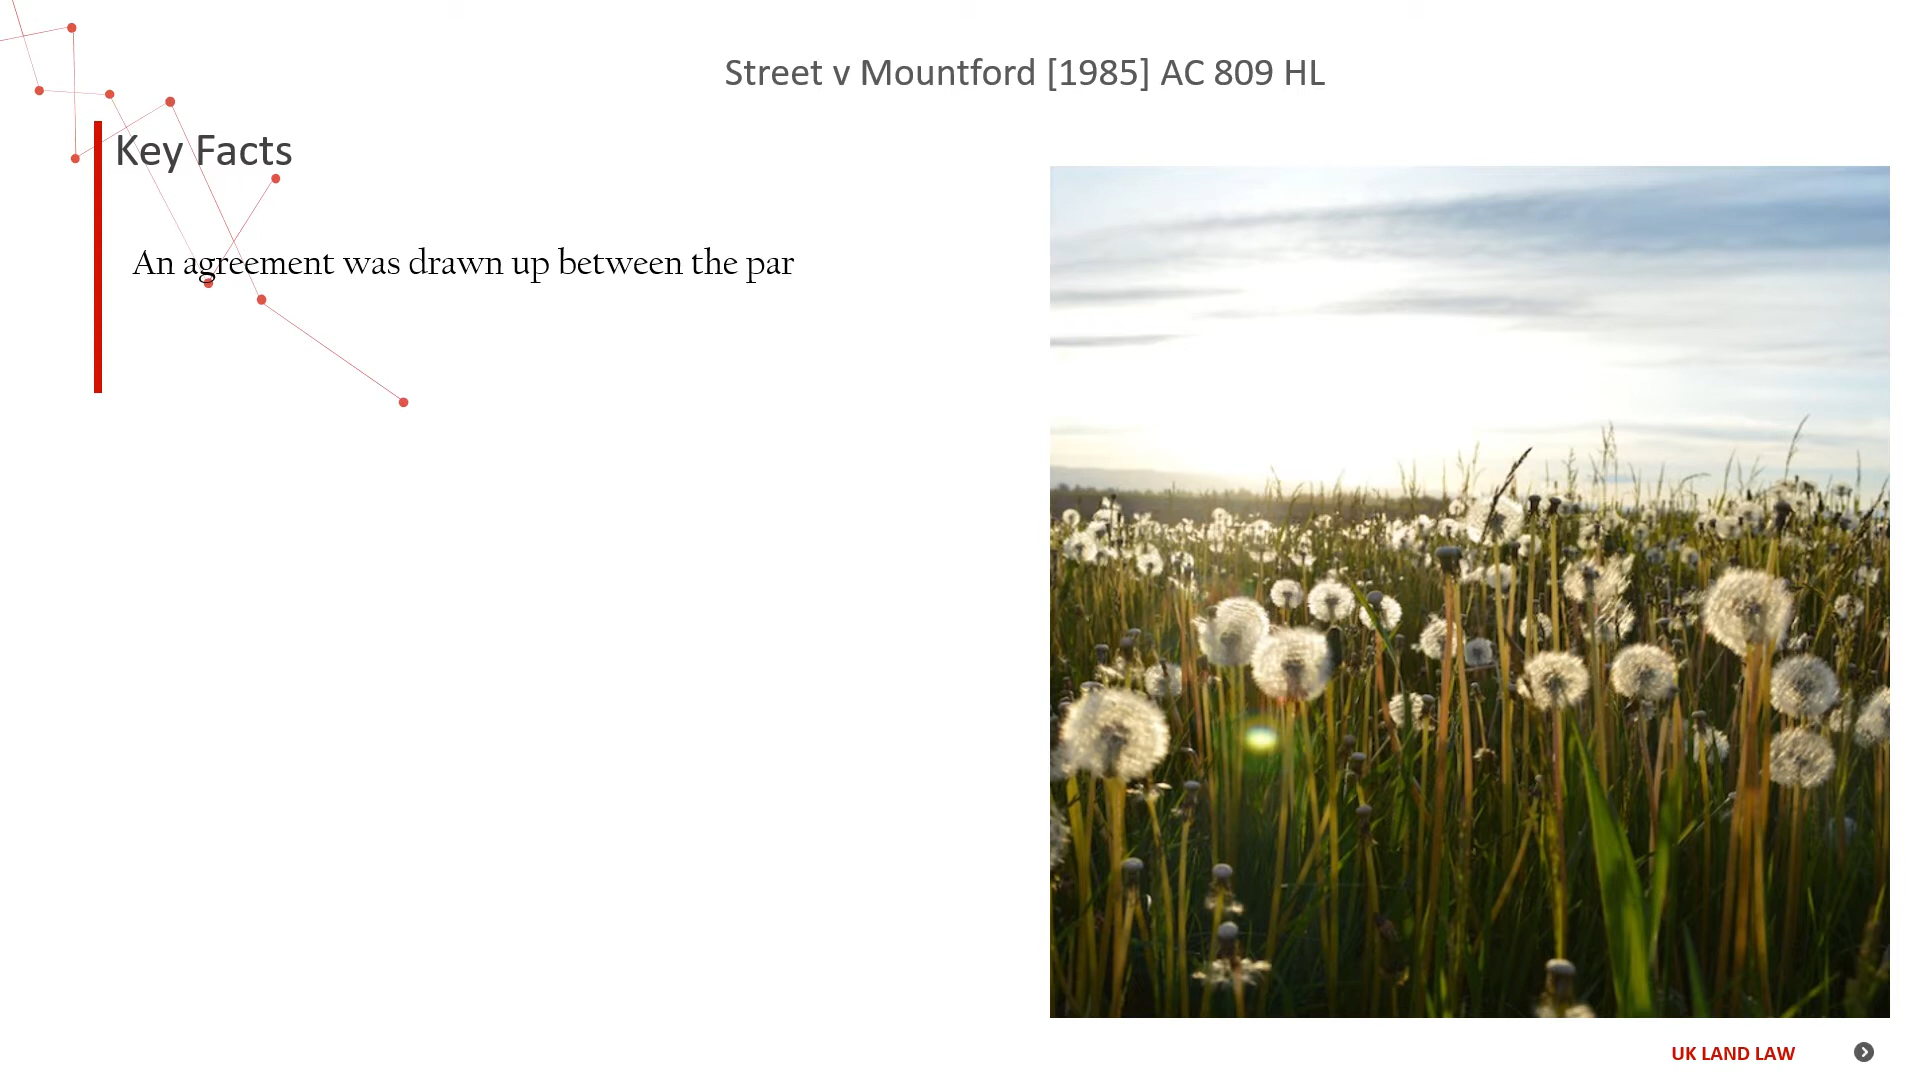 Street v Mountford [1985] AC 809 HL
Key Facts
An agreement was drawn up between the par
UK LAND LAW